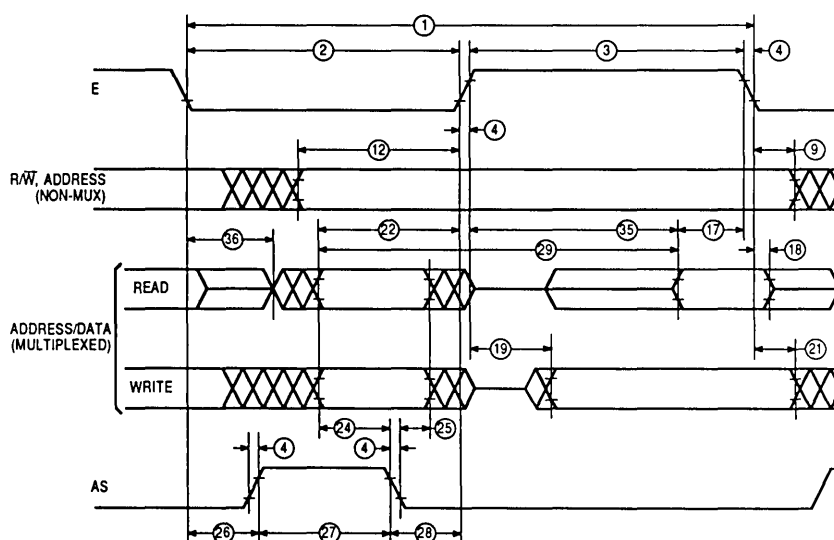 1
2 3 4
E
4
12 9
R/W̅, ADDRESS
(NON-MUX)
22 35 17
36 29 18
READ
ADDRESS/DATA
(MULTIPLEXED)
19 21
WRITE
24 25
4 4
AS
26 27 28